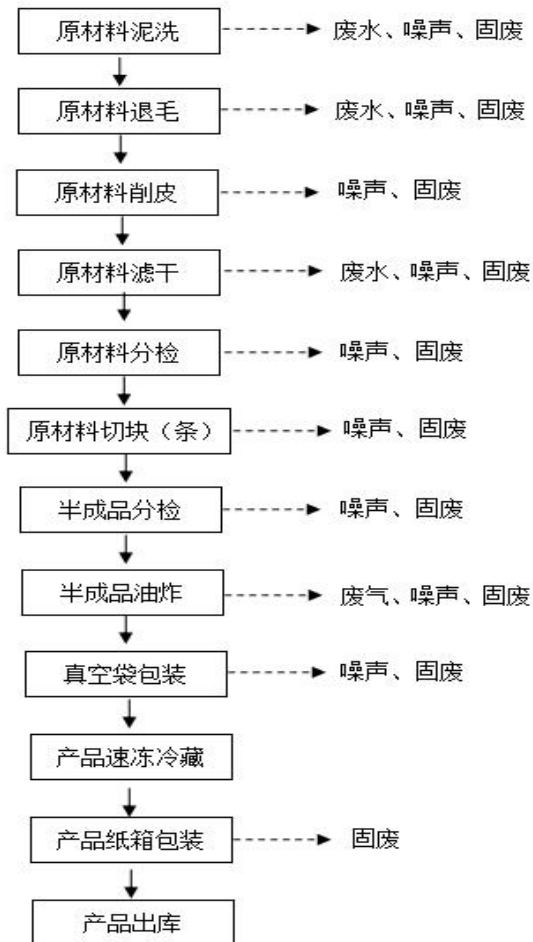 原材料泥洗 废水、噪声、固废
原材料退毛 废水、噪声、固废
原材料削皮 噪声、固废
原材料滤干 废水、噪声、固废
原材料分检 噪声、固废
原材料切块（条） 噪声、固废
半成品分检 噪声、固废
半成品油炸 废气、噪声、固废
真空袋包装 噪声、固废
产品速冻冷藏
产品纸箱包装 固废
产品出库